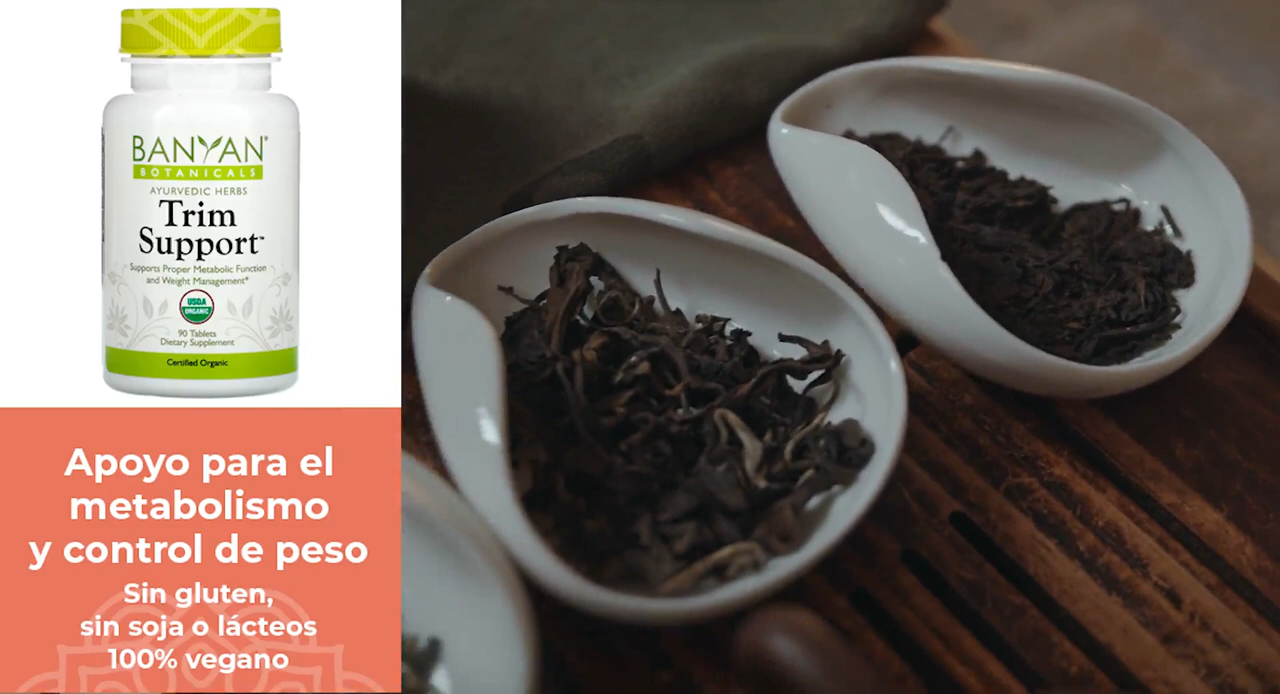 BANYAN®
BOTANICALS
AYURVEDIC HERBS
Trim
Support™
Supports Proper Metabolic Function
and Weight Management*
USDA
ORGANIC
90 Tablets
Dietary Supplement
Certified Organic
Apoyo para el
metabolismo
y control de peso
Sin gluten,
sin soja o lácteos
100% vegano